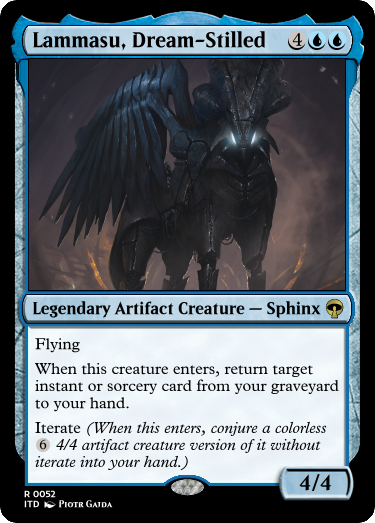 Lammasu, Dream-Stilled 4
Legendary Artifact Creature — Sphinx
Flying
When this creature enters, return target
instant or sorcery card from your graveyard
to your hand.
Iterate (When this enters, conjure a colorless
6 4/4 artifact creature version of it without
iterate into your hand.)
4/4
R 0052
ITD Piotr Gajda